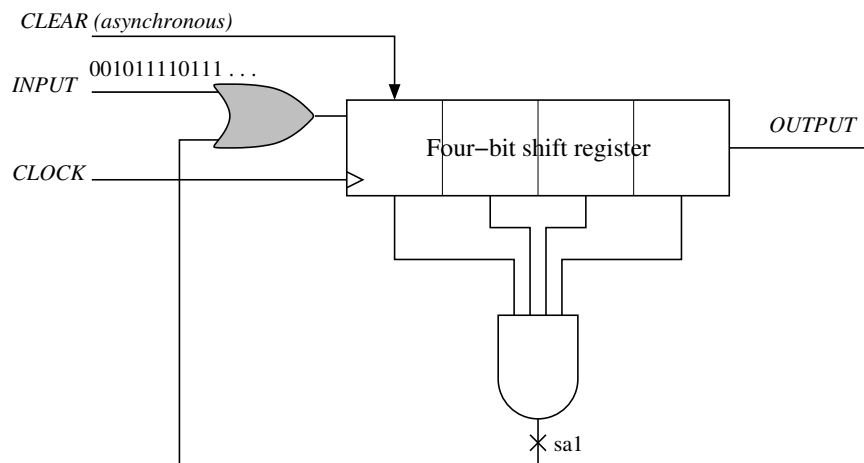 CLEAR (asynchronous)
001011110111 . . .
INPUT
OUTPUT
Four−bit shift register
CLOCK
sa1